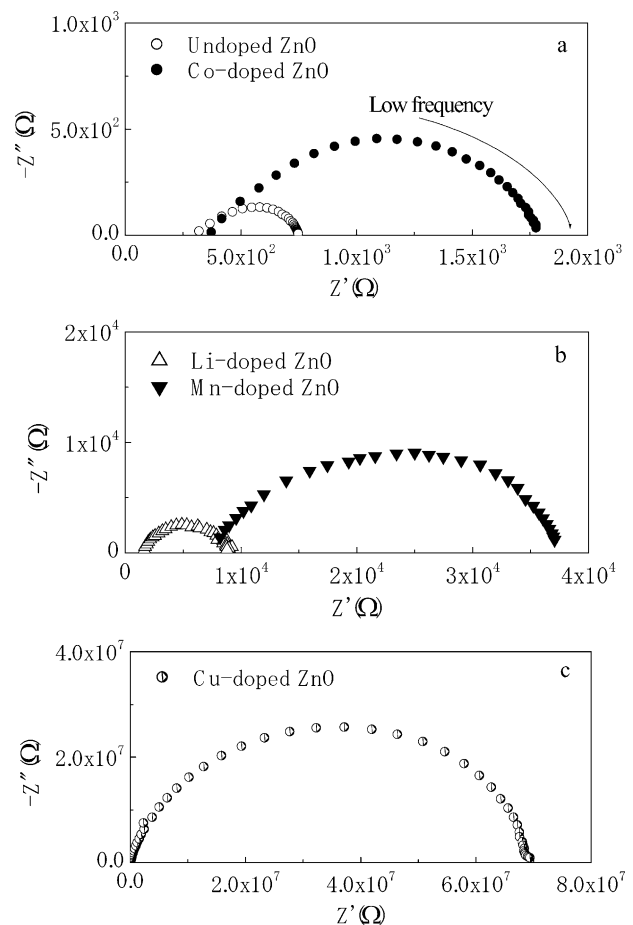 1.0x10³
a
Undoped ZnO
Co-doped ZnO
Low frequency
5.0x10²
-Z″(Ω)
0.0
0.0 5.0x10² 1.0x10³ 1.5x10³ 2.0x10³
Z'(Ω)
2x10⁴
b
Li-doped ZnO
Mn-doped ZnO
1x10⁴
-Z″(Ω)
0
0 1x10⁴ 2x10⁴ 3x10⁴ 4x10⁴
Z'(Ω)
4.0x10⁷
c
Cu-doped ZnO
2.0x10⁷
-Z″(Ω)
0.0
0.0 2.0x10⁷ 4.0x10⁷ 6.0x10⁷ 8.0x10⁷
Z'(Ω)